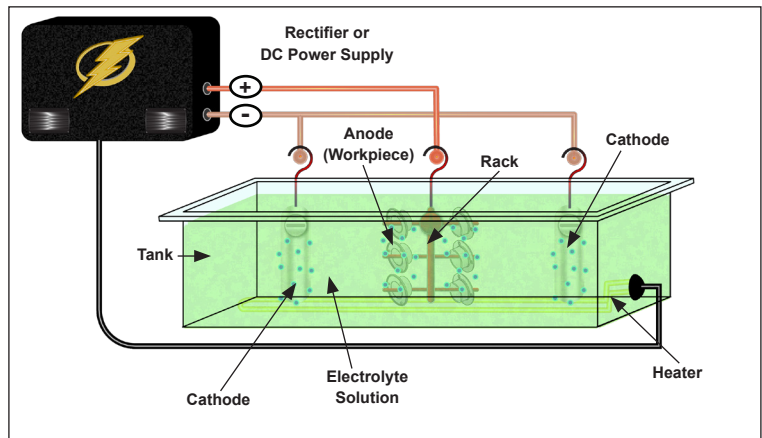 Rectifier or
DC Power Supply
+
-
Anode
(Workpiece)
Rack
Cathode
Tank
Cathode
Electrolyte
Solution
Heater